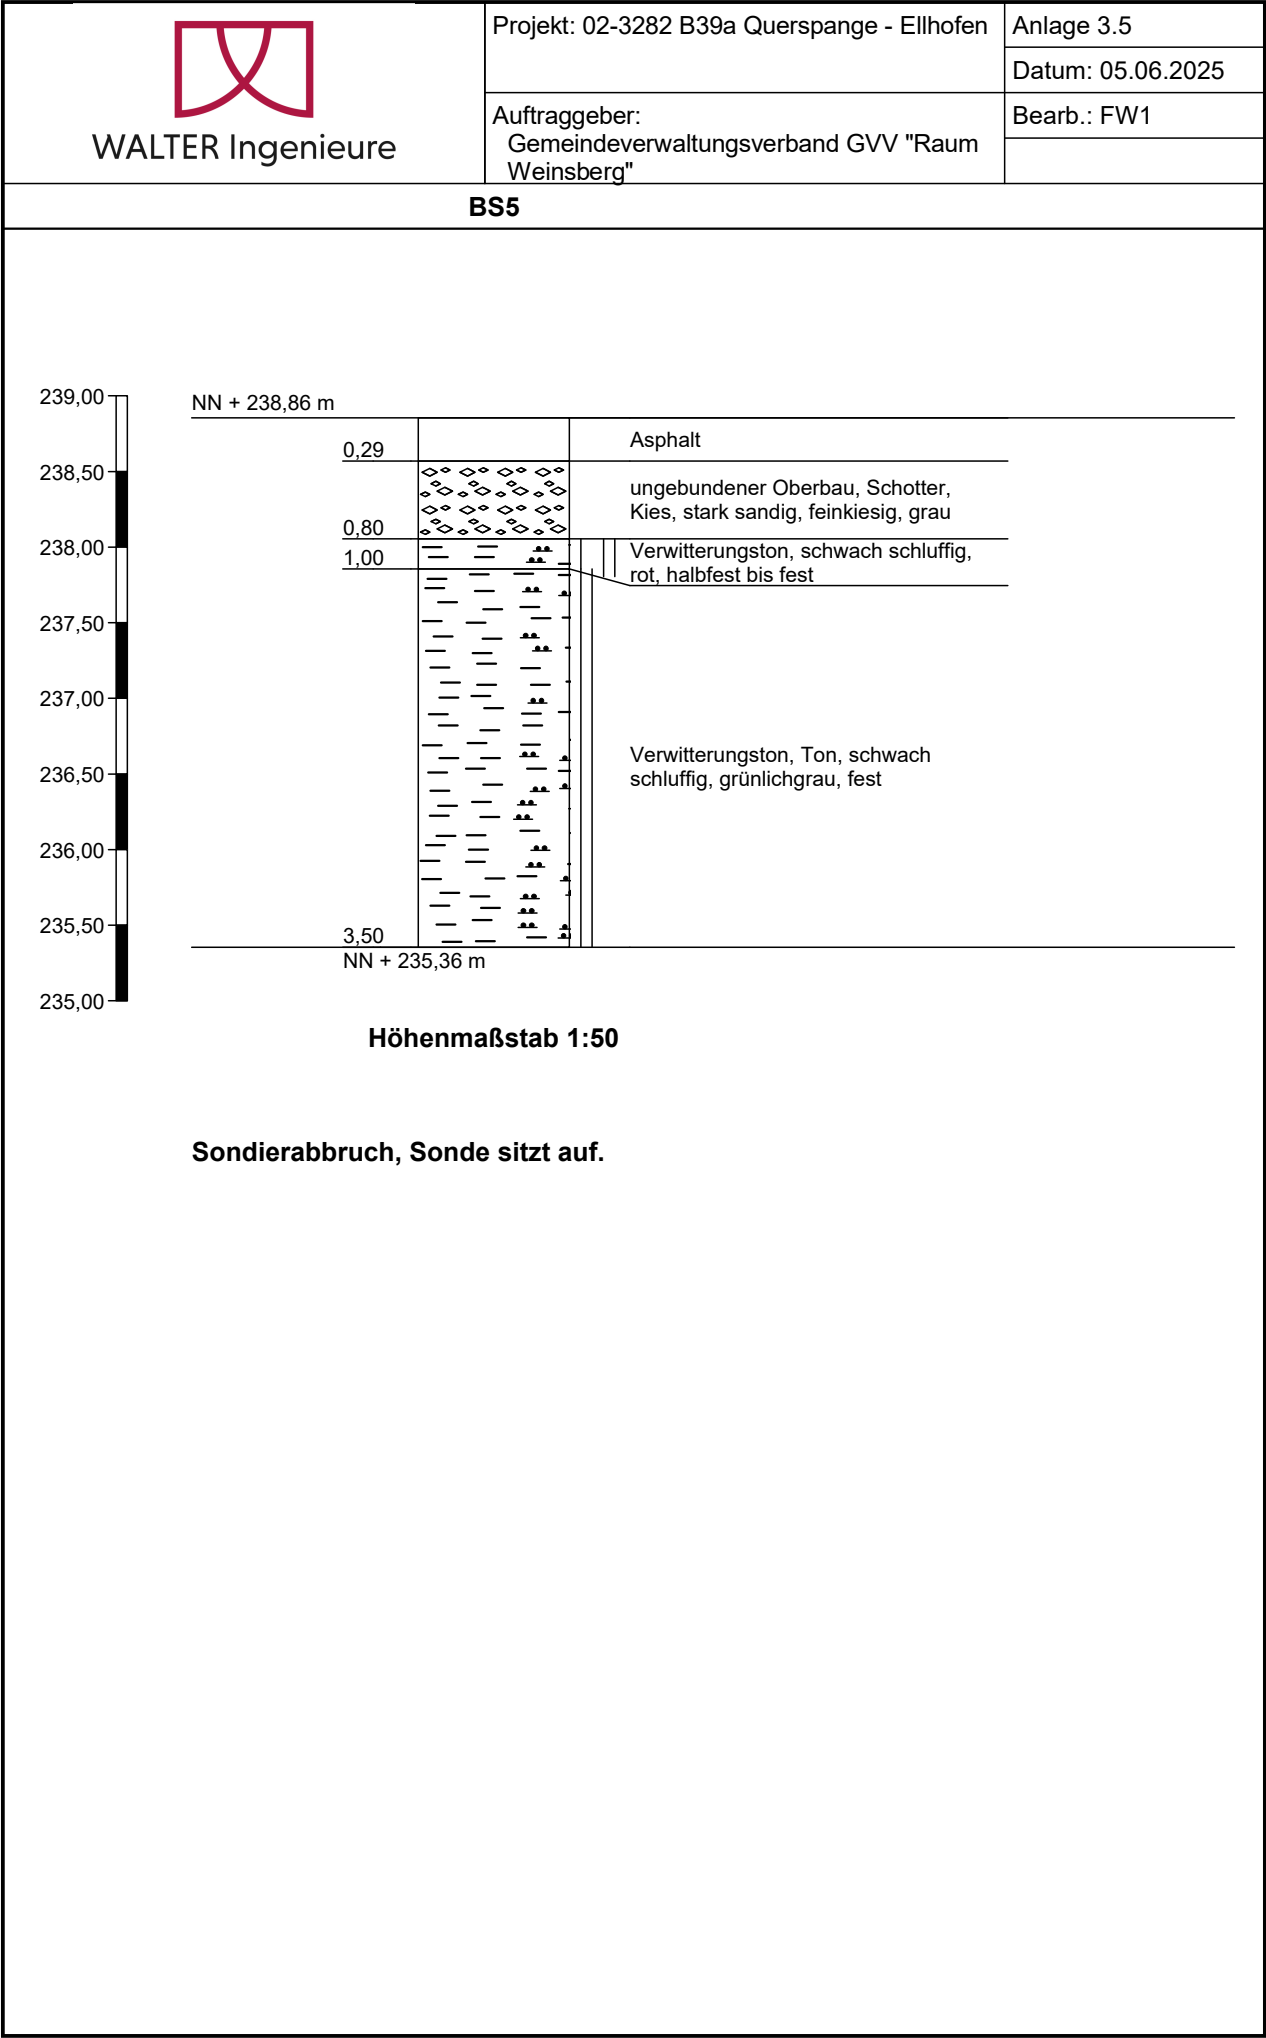 WALTER Ingenieure
Projekt: 02-3282 B39a Querspange - Ellhofen
Anlage 3.5
Datum: 05.06.2025
Auftraggeber:
Gemeindeverwaltungsverband GVV "Raum
Weinsberg"
Bearb.: FW1
BS5
239,00
238,50
238,00
237,50
237,00
236,50
236,00
235,50
235,00
NN + 238,86 m
0,29
Asphalt
0,80
ungebundener Oberbau, Schotter,
Kies, stark sandig, feinkiesig, grau
1,00
Verwitterungston, schwach schluffig,
rot, halbfest bis fest
Verwitterungston, Ton, schwach
schluffig, grünlichgrau, fest
3,50
NN + 235,36 m
Höhenmaßstab 1:50
Sondierabbruch, Sonde sitzt auf.